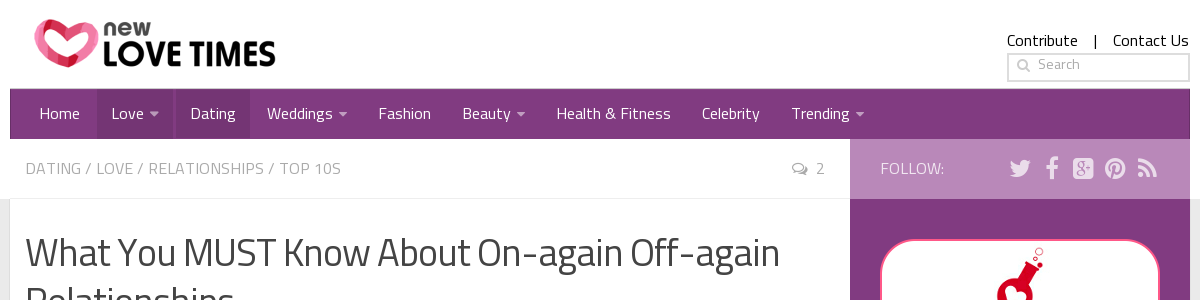 new
LOVE TIMES
Contribute | Contact Us
Search
Home Love Dating Weddings Fashion Beauty Health & Fitness Celebrity Trending
DATING / LOVE / RELATIONSHIPS / TOP 10S 2 FOLLOW:
What You MUST Know About On-again Off-again
Relationships